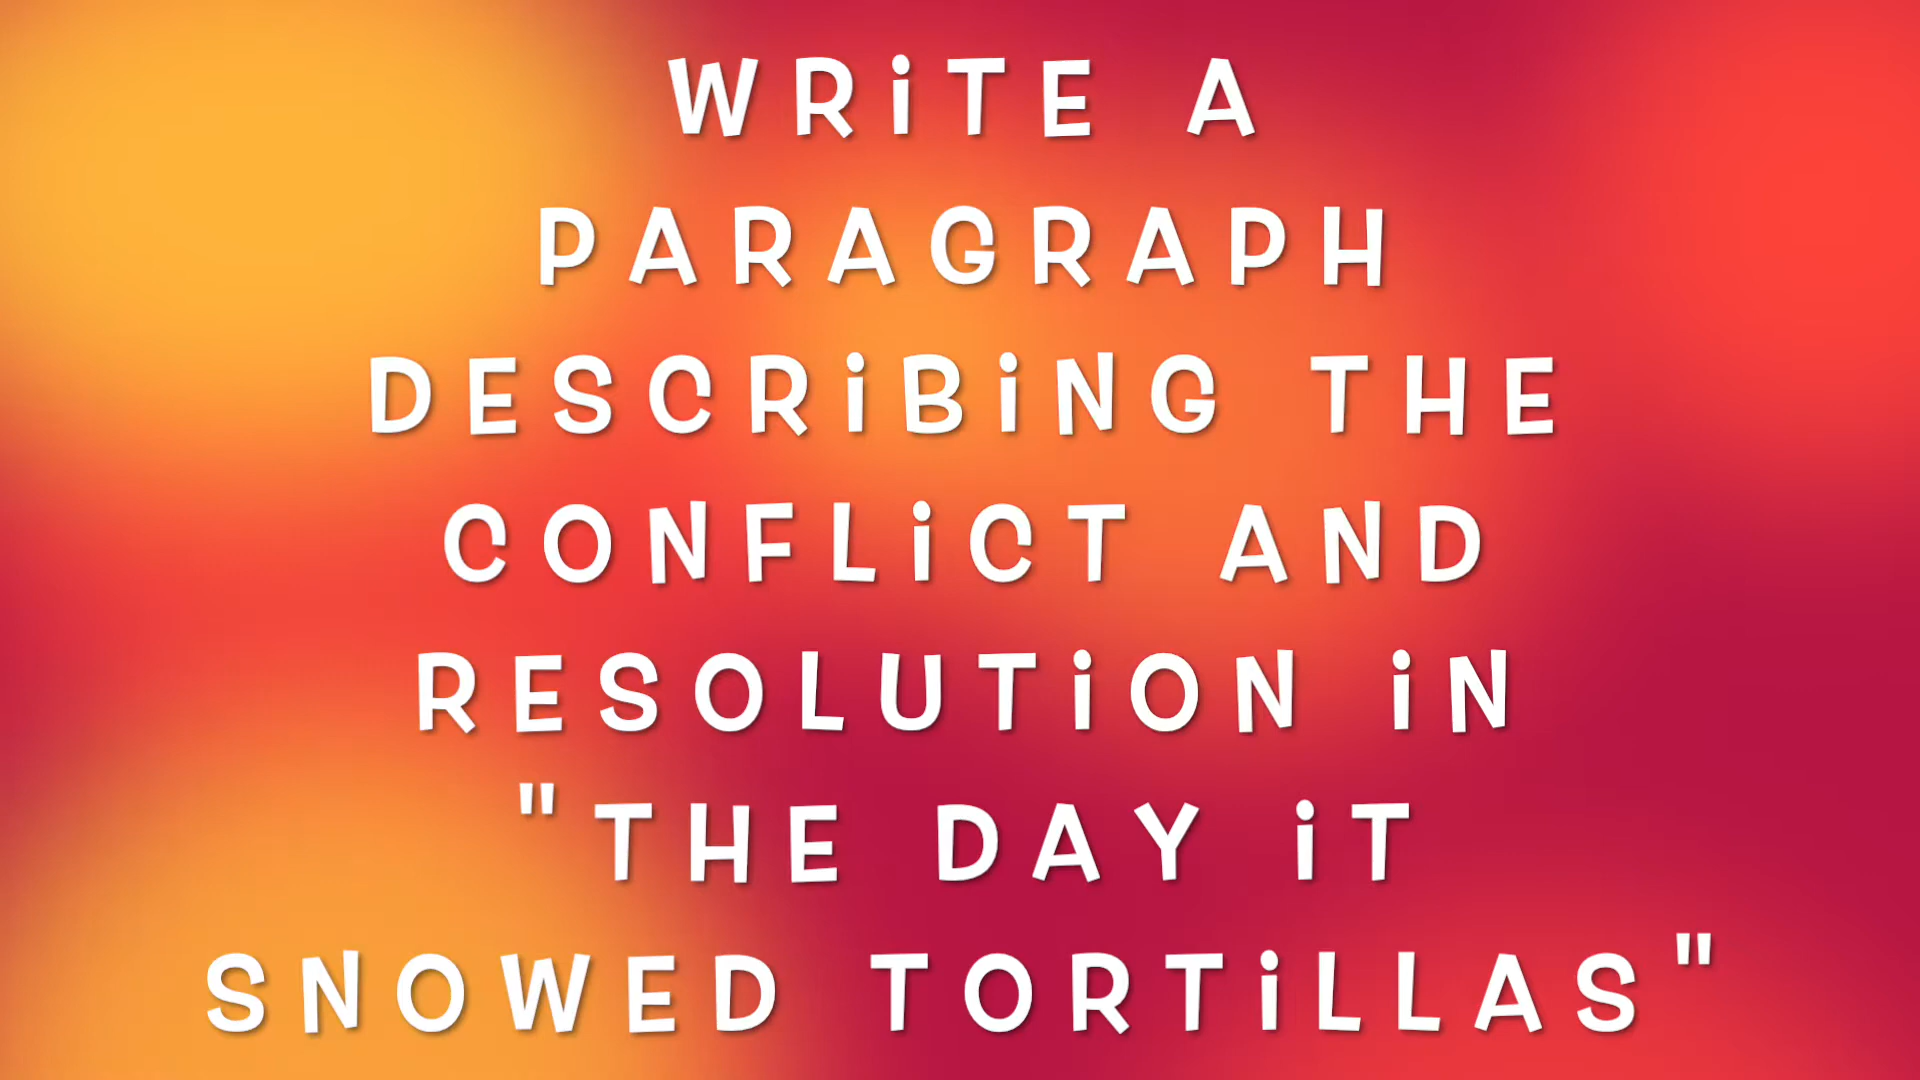 WRiTE A
PARAGRAPH
DESCRiBiNG THE
CONFLiCT AND
RESOLUTiON iN
"THE DAY iT
SNOWED TORTiLLAS"